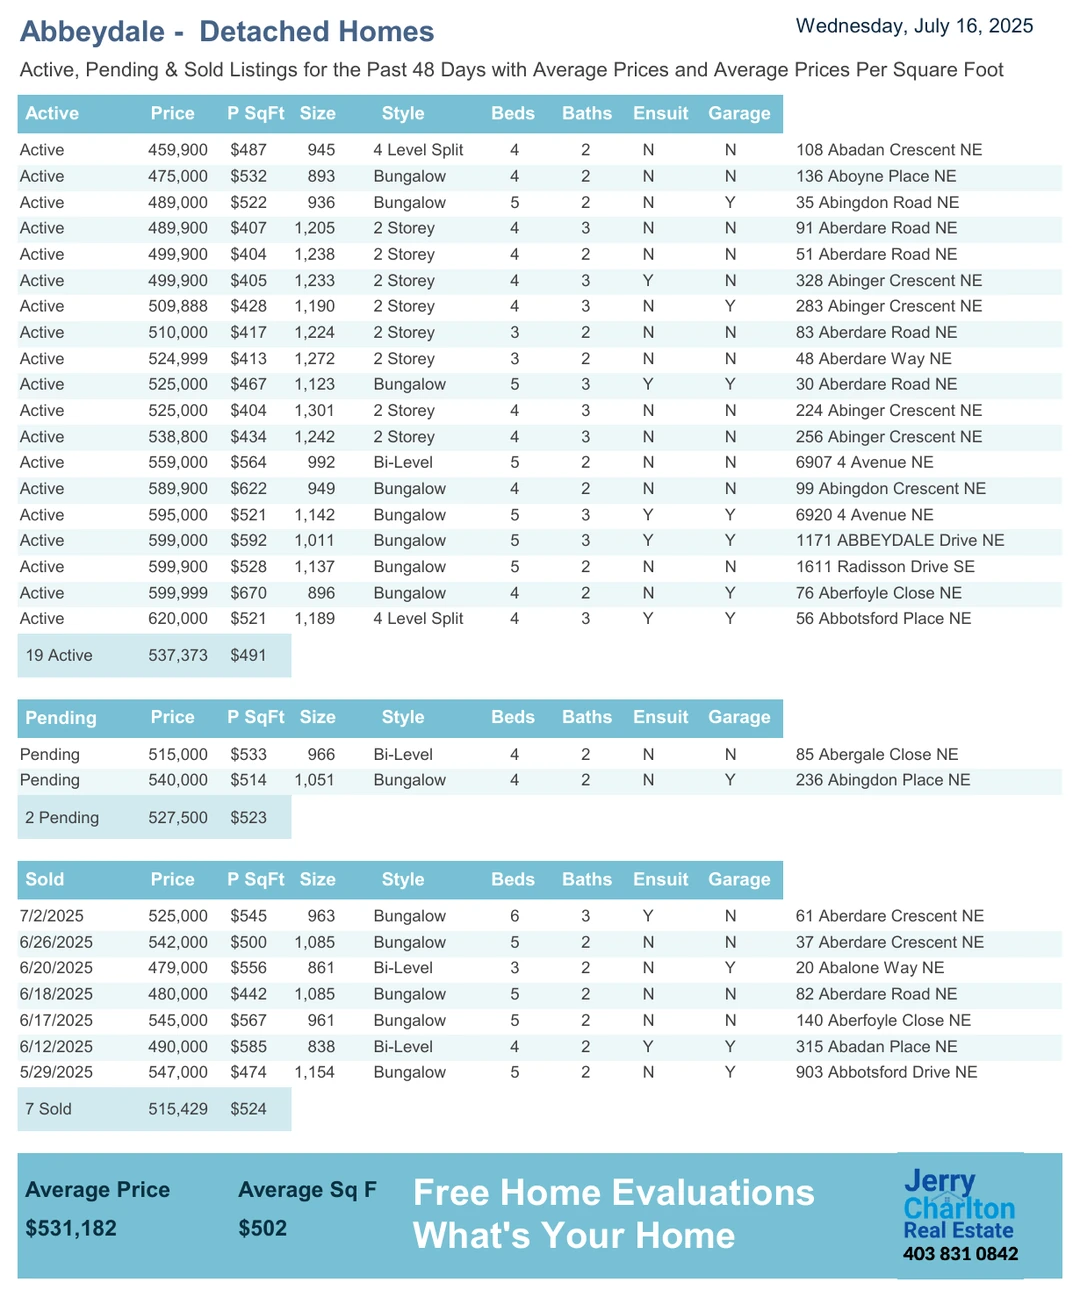 Abbeydale - Detached Homes
Wednesday, July 16, 2025
Active, Pending & Sold Listings for the Past 48 Days with Average Prices and Average Prices Per Square Foot
Active Price P SqFt Size Style Beds Baths Ensuit Garage
Active 459,900 $487 945 4 Level Split 4 2 N N 108 Abadan Crescent NE
Active 475,000 $532 893 Bungalow 4 2 N N 136 Aboyne Place NE
Active 489,000 $522 936 Bungalow 5 2 N Y 35 Abingdon Road NE
Active 489,900 $407 1,205 2 Storey 4 3 N N 91 Aberdare Road NE
Active 499,900 $404 1,238 2 Storey 4 2 N N 51 Aberdare Road NE
Active 499,900 $405 1,233 2 Storey 4 3 Y N 328 Abinger Crescent NE
Active 509,888 $428 1,190 2 Storey 4 3 N Y 283 Abinger Crescent NE
Active 510,000 $417 1,224 2 Storey 3 2 N N 83 Aberdare Road NE
Active 524,999 $413 1,272 2 Storey 3 2 N N 48 Aberdare Way NE
Active 525,000 $467 1,123 Bungalow 5 3 Y Y 30 Aberdare Road NE
Active 525,000 $404 1,301 2 Storey 4 3 N N 224 Abinger Crescent NE
Active 538,800 $434 1,242 2 Storey 4 3 N N 256 Abinger Crescent NE
Active 559,000 $564 992 Bi-Level 5 2 N N 6907 4 Avenue NE
Active 589,900 $622 949 Bungalow 4 2 N N 99 Abingdon Crescent NE
Active 595,000 $521 1,142 Bungalow 5 3 Y Y 6920 4 Avenue NE
Active 599,000 $592 1,011 Bungalow 5 3 Y Y 1171 ABBEYDALE Drive NE
Active 599,900 $528 1,137 Bungalow 5 2 N N 1611 Radisson Drive SE
Active 599,999 $670 896 Bungalow 4 2 N Y 76 Aberfoyle Close NE
Active 620,000 $521 1,189 4 Level Split 4 3 Y Y 56 Abbotsford Place NE
19 Active 537,373 $491
Pending Price P SqFt Size Style Beds Baths Ensuit Garage
Pending 515,000 $533 966 Bi-Level 4 2 N N 85 Abergale Close NE
Pending 540,000 $514 1,051 Bungalow 4 2 N Y 236 Abingdon Place NE
2 Pending 527,500 $523
Sold Price P SqFt Size Style Beds Baths Ensuit Garage
7/2/2025 525,000 $545 963 Bungalow 6 3 Y N 61 Aberdare Crescent NE
6/26/2025 542,000 $500 1,085 Bungalow 5 2 N N 37 Aberdare Crescent NE
6/20/2025 479,000 $556 861 Bi-Level 3 2 N Y 20 Abalone Way NE
6/18/2025 480,000 $442 1,085 Bungalow 5 2 N N 82 Aberdare Road NE
6/17/2025 545,000 $567 961 Bungalow 5 2 N N 140 Aberfoyle Close NE
6/12/2025 490,000 $585 838 Bi-Level 4 2 Y Y 315 Abadan Place NE
5/29/2025 547,000 $474 1,154 Bungalow 5 2 N Y 903 Abbotsford Drive NE
7 Sold 515,429 $524
Average Price Average Sq F
$531,182 $502
Free Home Evaluations
What's Your Home
Jerry
Charlton
Real Estate
403 831 0842